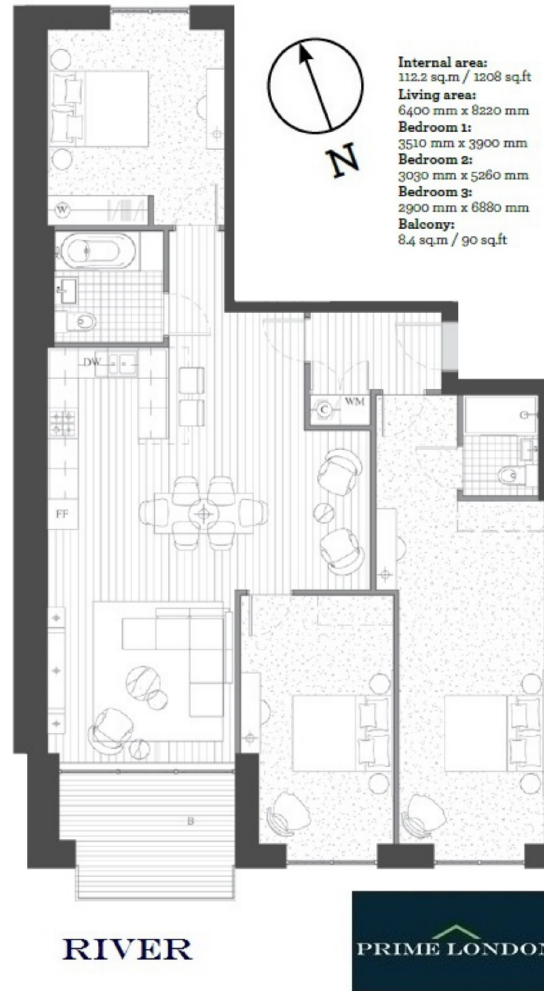 Internal area:
112.2 sq.m / 1208 sq.ft
Living area:
6400 mm x 8220 mm
Bedroom 1:
3510 mm x 3900 mm
Bedroom 2:
3030 mm x 5260 mm
Bedroom 3:
2900 mm x 6880 mm
Balcony:
8.4 sq.m / 90 sq.ft
N
W
DW
WM
C
FF
B
RIVER
PRIME LONDON